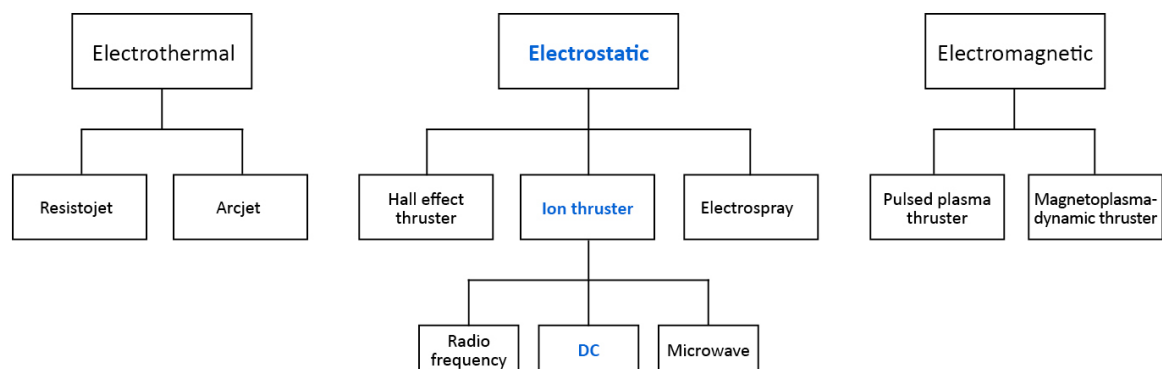 Electrothermal
Electrostatic
Electromagnetic
Resistojet
Arcjet
Hall effect
thruster
Ion thruster
Electrospray
Pulsed plasma
thruster
Magnetoplasma-
dynamic thruster
Radio
frequency
DC
Microwave